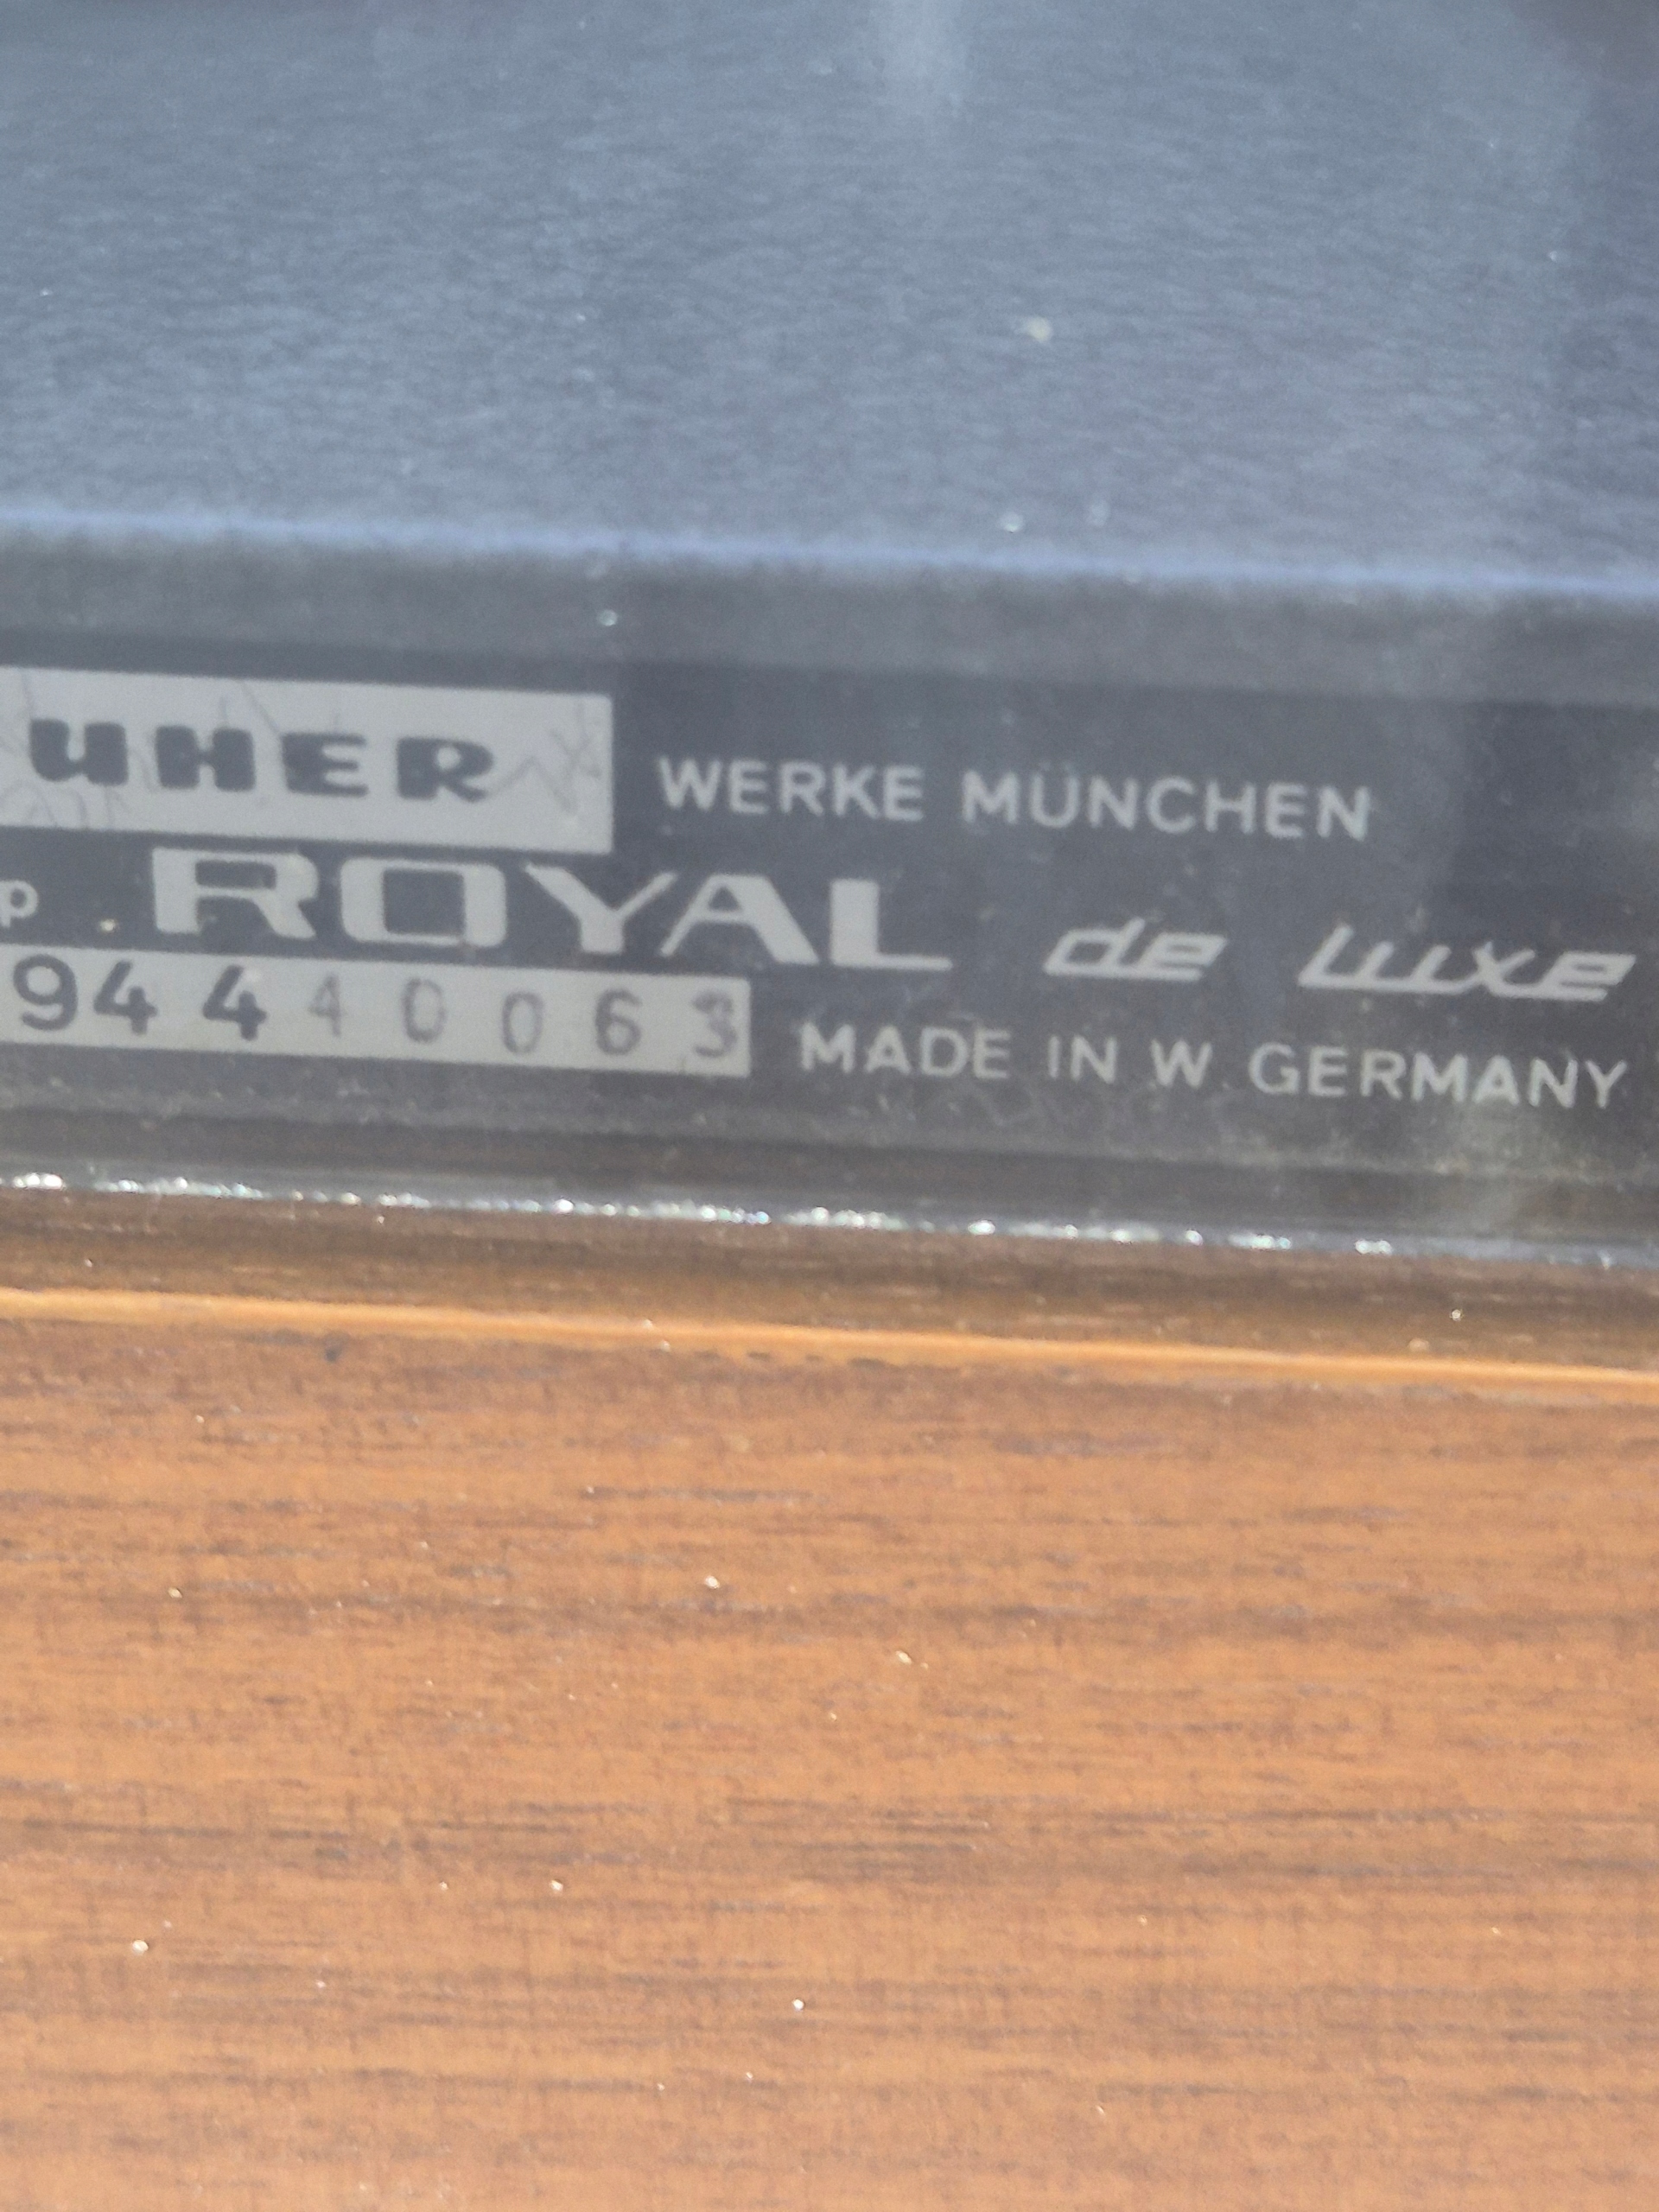 UHER WERKE MÜNCHEN
p ROYAL de luxe
94440063 MADE IN W. GERMANY